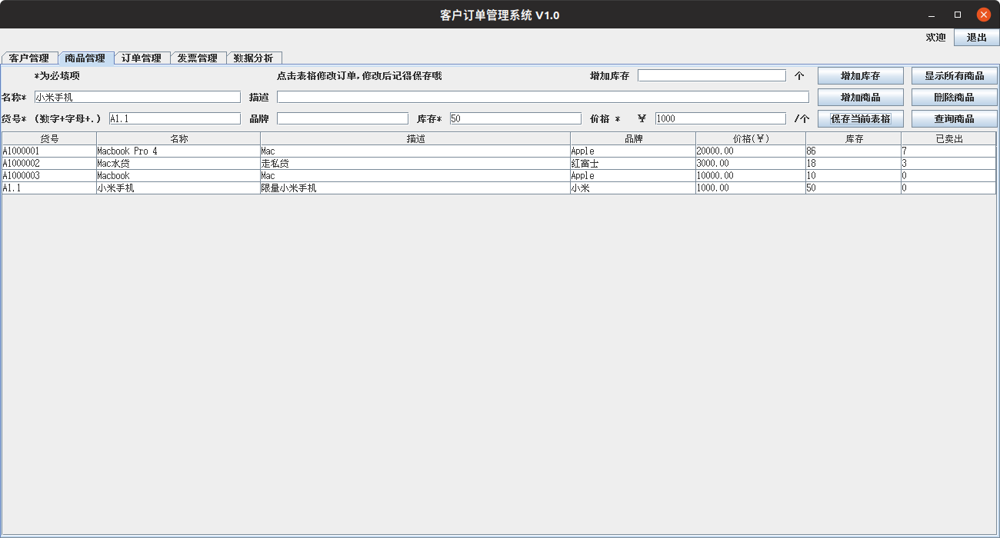 客户订单管理系统 V1.0
欢迎 退出
客户管理 商品管理 订单管理 发票管理 数据分析
*为必填项 点击表格修改订单,修改后记得保存哦 增加库存 个 增加库存 显示所有商品
名称* 小米手机 描述 增加商品 删除商品
货号* (数字+字母+.) A1.1 品牌 库存* 50 价格 * ¥ 1000 /个 保存当前表格 查询商品
货号 名称 描述 品牌 价格(¥) 库存 已卖出
A1000001 Macbook Pro 4 Mac Apple 20000.00 86 7
A1000002 Mac水货 走私货 红富士 3000.00 18 3
A1000003 Macbook Mac Apple 10000.00 10 0
A1.1 小米手机 限量小米手机 小米 1000.00 50 0